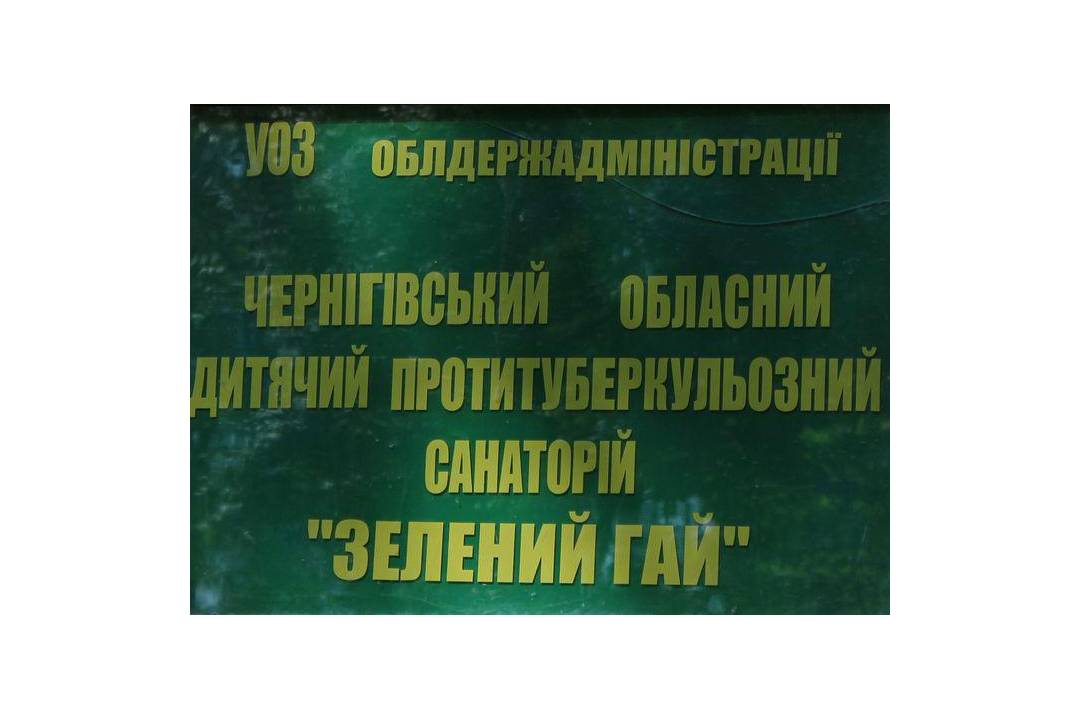 УОЗ ОБЛДЕРЖАДМІНІСТРАЦІЇ
ЧЕРНІГІВСЬКИЙ ОБЛАСНИЙ
ДИТЯЧИЙ ПРОТИТУБЕРКУЛЬОЗНИЙ
САНАТОРІЙ
"ЗЕЛЕНИЙ ГАЙ"